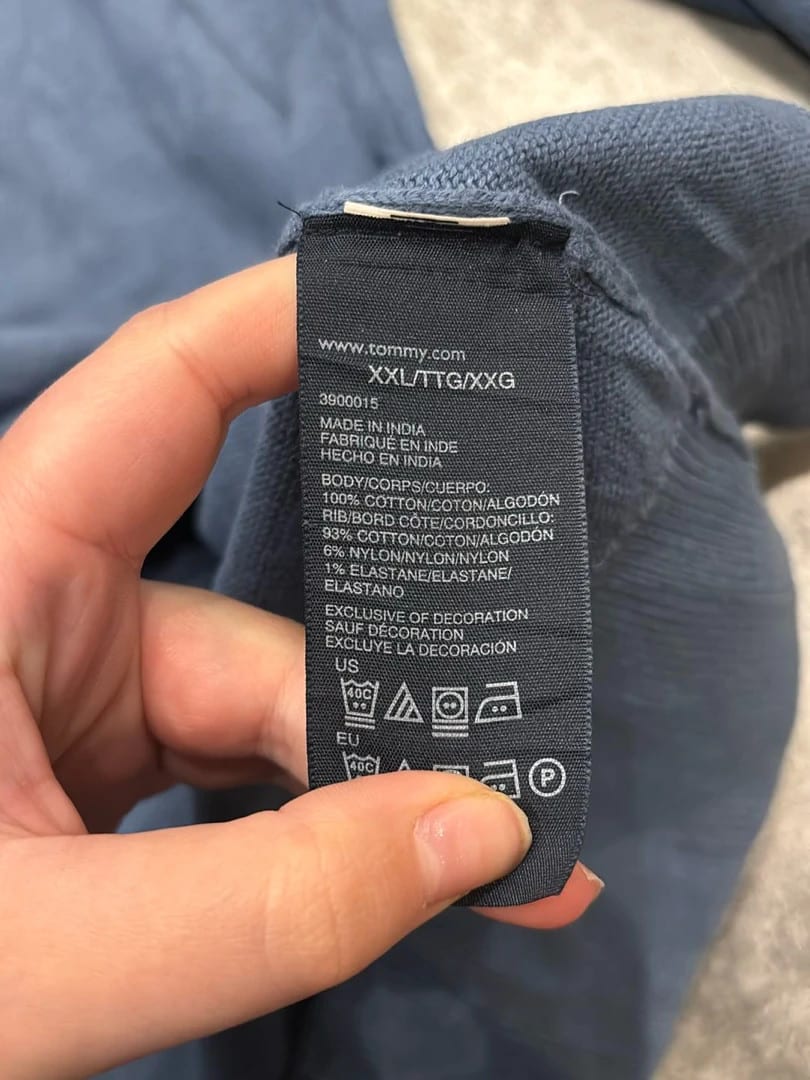 www.tommy.com
XXL/TTG/XXG
3900015
MADE IN INDIA
FABRIQUÉ EN INDE
HECHO EN INDIA
BODY/CORPS/CUERPO:
100% COTTON/COTON/ALGODÓN
RIB/BORD CÔTE/CORDONCILLO:
93% COTTON/COTON/ALGODÓN
6% NYLON/NYLON/NYLON
1% ELASTANE/ELASTANE/
ELASTANO
EXCLUSIVE OF DECORATION
SAUF DÉCORATION
EXCLUYE LA DECORACIÓN
US
40C
EU
40C P